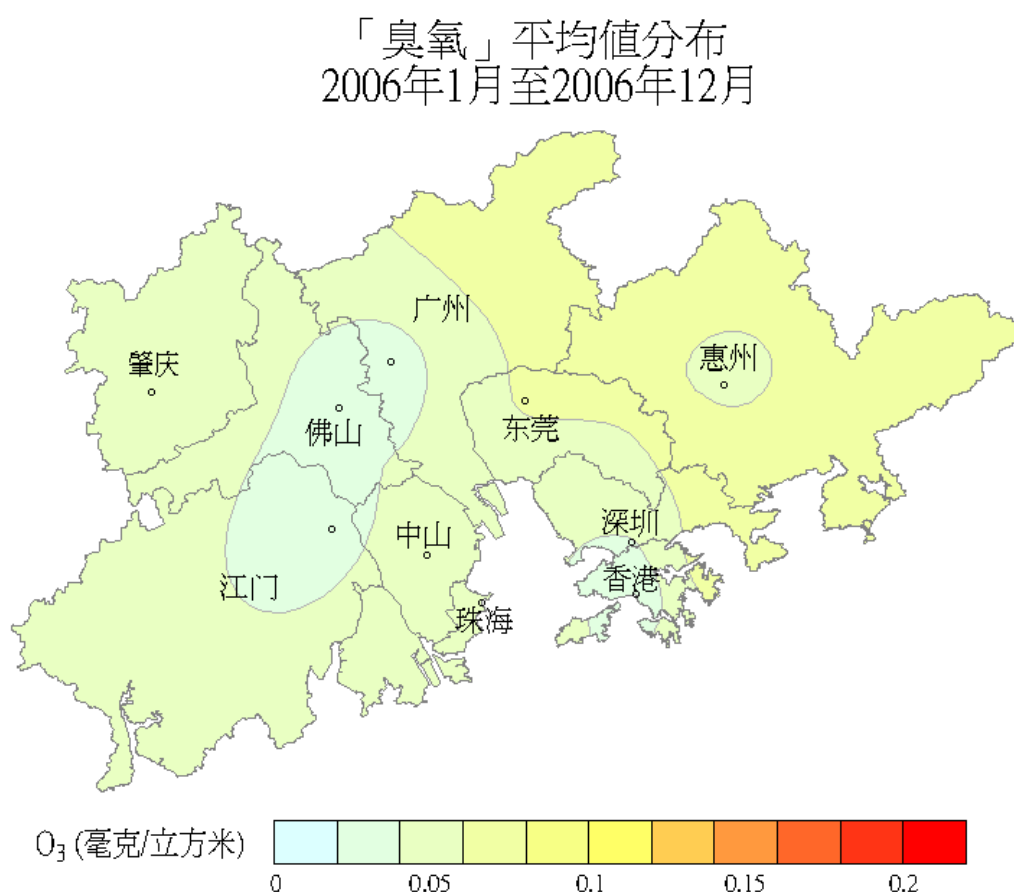 「臭氧」平均値分布
2006年1月至2006年12月
广州
肇庆
惠州
佛山
东莞
深圳
中山
香港
江门
珠海
O₃ (毫克/立方米)
0 0.05 0.1 0.15 0.2